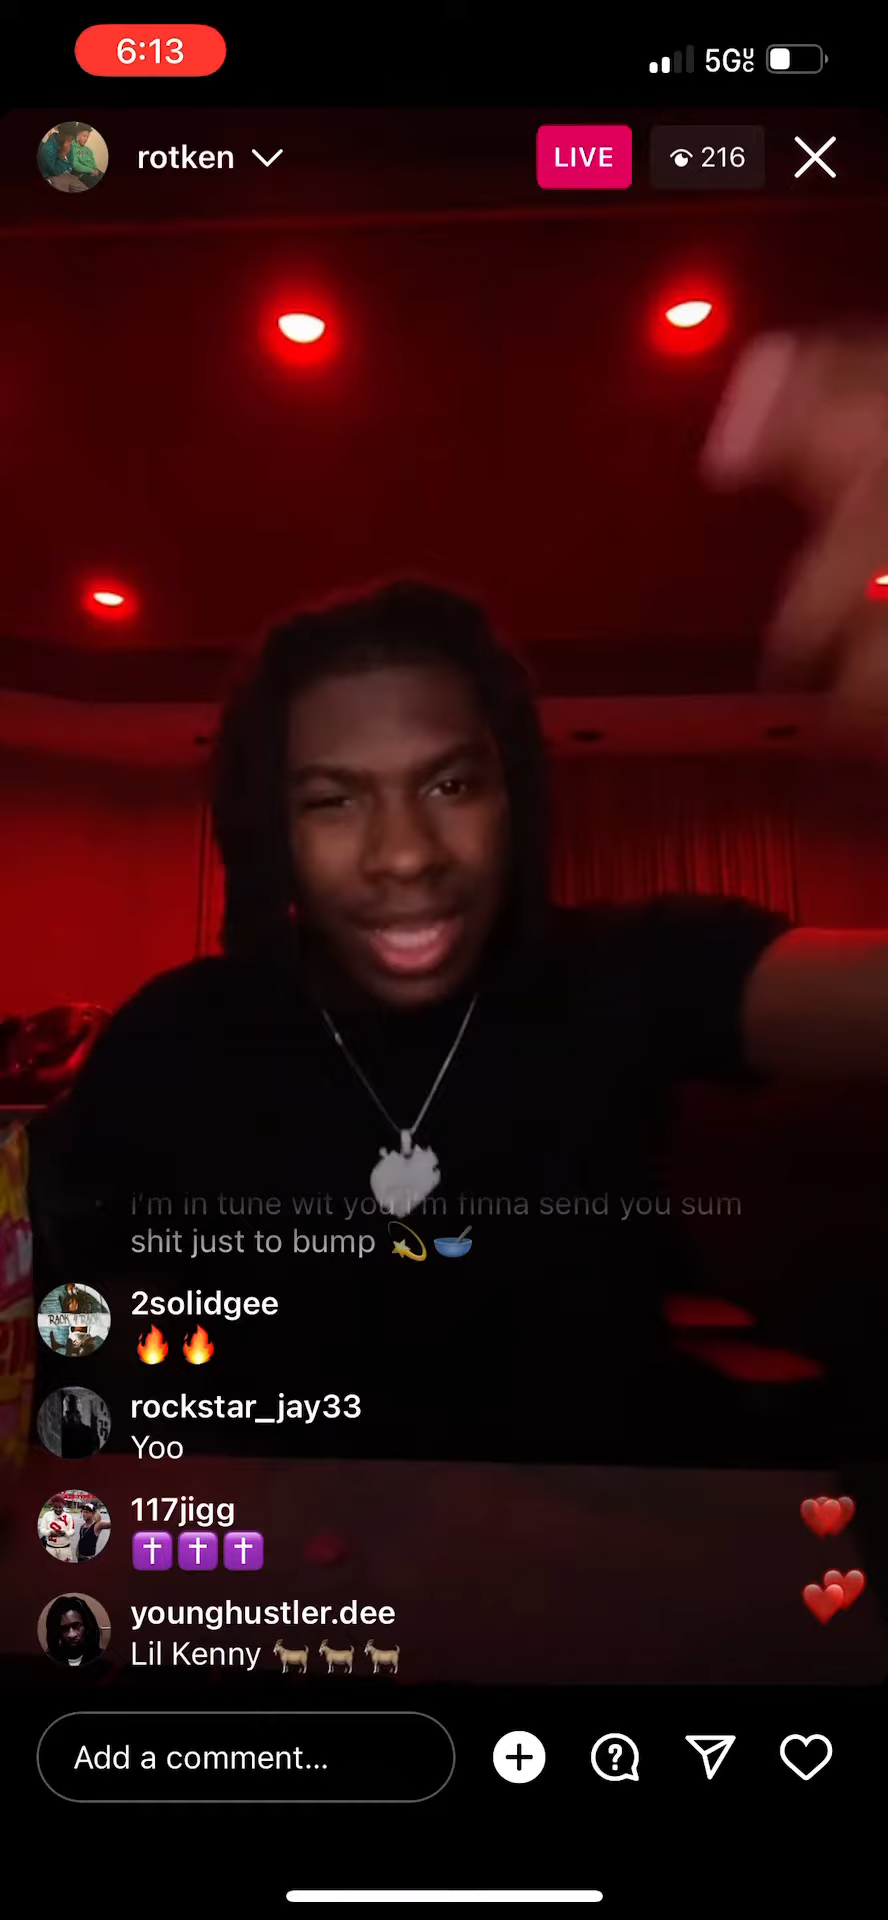 6:13
5GUC
rotken
LIVE
216
i'm in tune wit you i'm finna send you sum
shit just to bump 💫🥣
2solidgee
🔥🔥
rockstar_jay33
Yoo
117jigg
✝️✝️✝️
younghustler.dee
Lil Kenny 🐐🐐🐐
Add a comment...